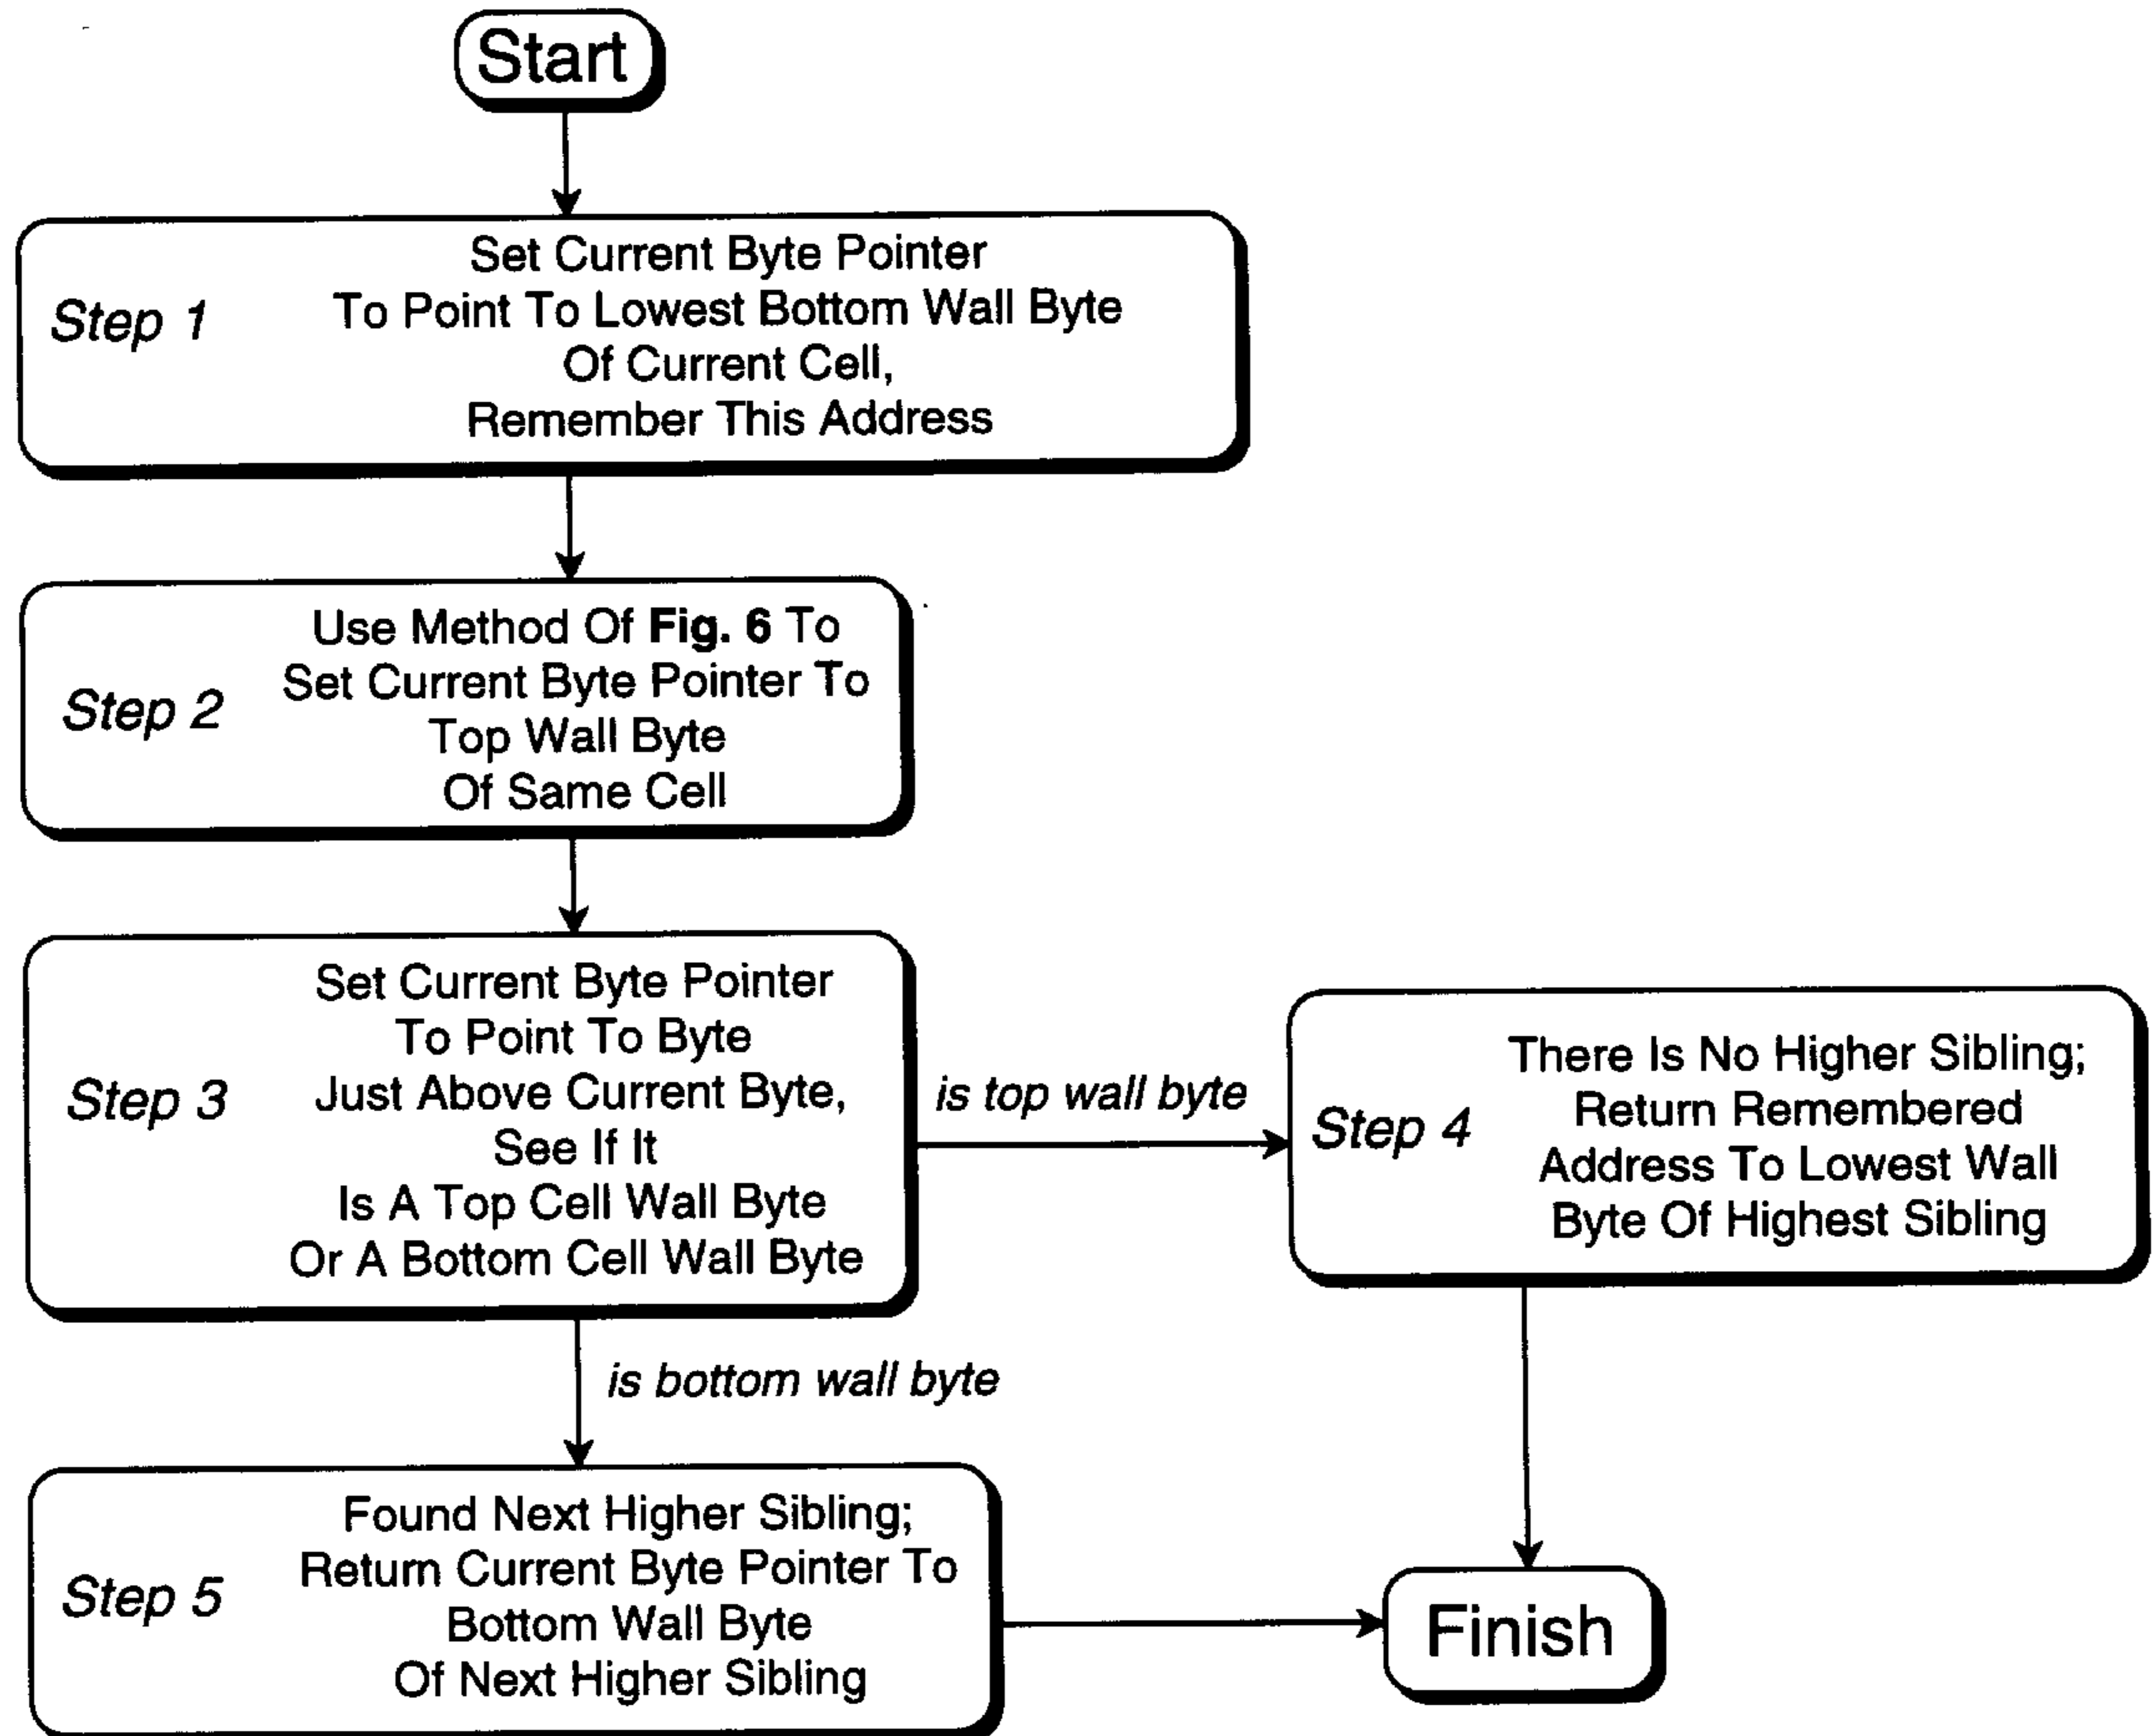 Start
Step 1
Set Current Byte Pointer
To Point To Lowest Bottom Wall Byte
Of Current Cell,
Remember This Address
Step 2
Use Method Of Fig. 6 To
Set Current Byte Pointer To
Top Wall Byte
Of Same Cell
Step 3
Set Current Byte Pointer
To Point To Byte
Just Above Current Byte,
See If It
Is A Top Cell Wall Byte
Or A Bottom Cell Wall Byte
is top wall byte
Step 4
There Is No Higher Sibling;
Return Remembered
Address To Lowest Wall
Byte Of Highest Sibling
is bottom wall byte
Step 5
Found Next Higher Sibling;
Return Current Byte Pointer To
Bottom Wall Byte
Of Next Higher Sibling
Finish